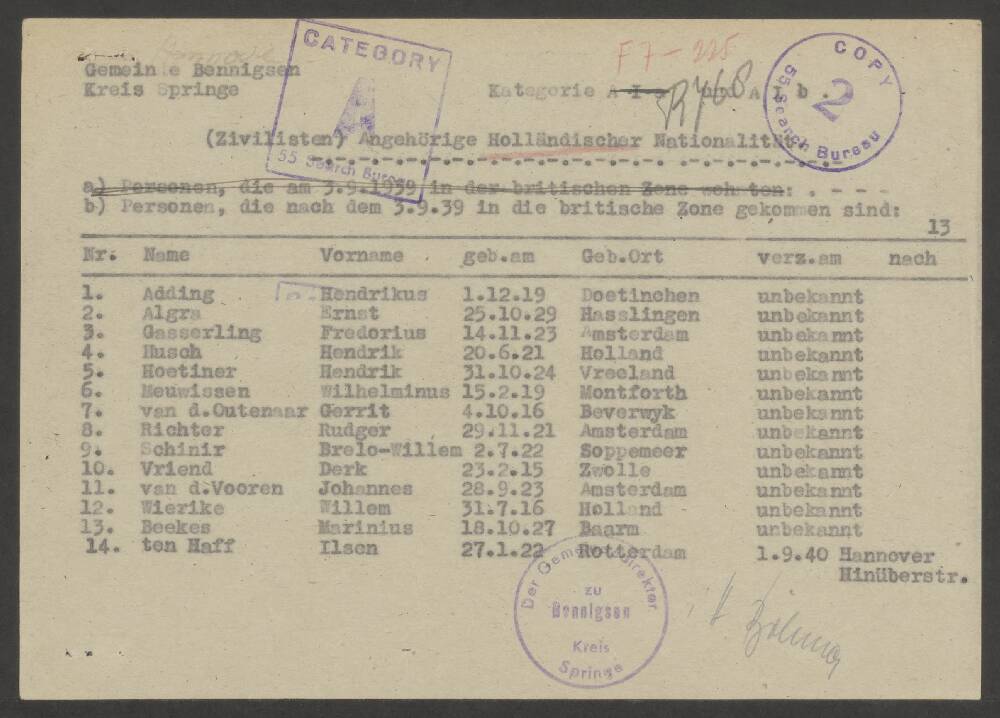 Gemeinde Bennigsen
Kreis Springe
CATEGORY
A
55 Search Bureau
F7-225
R768
Kategorie A I a und A I b.
COPY
2
55 Search Bureau
(Zivilisten) Angehörige Holländischer Nationalität.
a) Personen, die am 3.9.1939 in der britischen Zone wohnten: . - - -
b) Personen, die nach dem 3.9.39 in die britische Zone gekommen sind:
13
Nr. Name Vorname geb.am Geb.Ort verz.am nach
1. Adding Hendrikus 1.12.19 Doetinchen unbekannt
2. Algra Ernst 25.10.29 Hasslingen unbekannt
3. Gasserling Fredorius 14.11.23 Amsterdam unbekannt
4. Husch Hendrik 20.6.21 Holland unbekannt
5. Hoetiner Hendrik 31.10.24 Vreeland unbekannt
6. Meuwissen Wilhelminus 15.2.19 Montforth unbekannt
7. van d.Outenaar Gerrit 4.10.16 Beverwyk unbekannt
8. Richter Rudger 29.11.21 Amsterdam unbekannt
9. Schinir Brelo-Willem 2.7.22 Soppemeer unbekannt
10. Vriend Derk 23.2.15 Zwolle unbekannt
11. van d.Vooren Johannes 28.9.23 Amsterdam unbekannt
12. Wierike Willem 31.7.16 Holland unbekannt
13. Beekes Marinius 18.10.27 Baarm unbekannt
14. ten Haff Ilsen 27.1.22 Rotterdam 1.9.40 Hannover
Hinüberstr.
Der Gemeindedirektor
zu
Bennigsen
Kreis
Springe